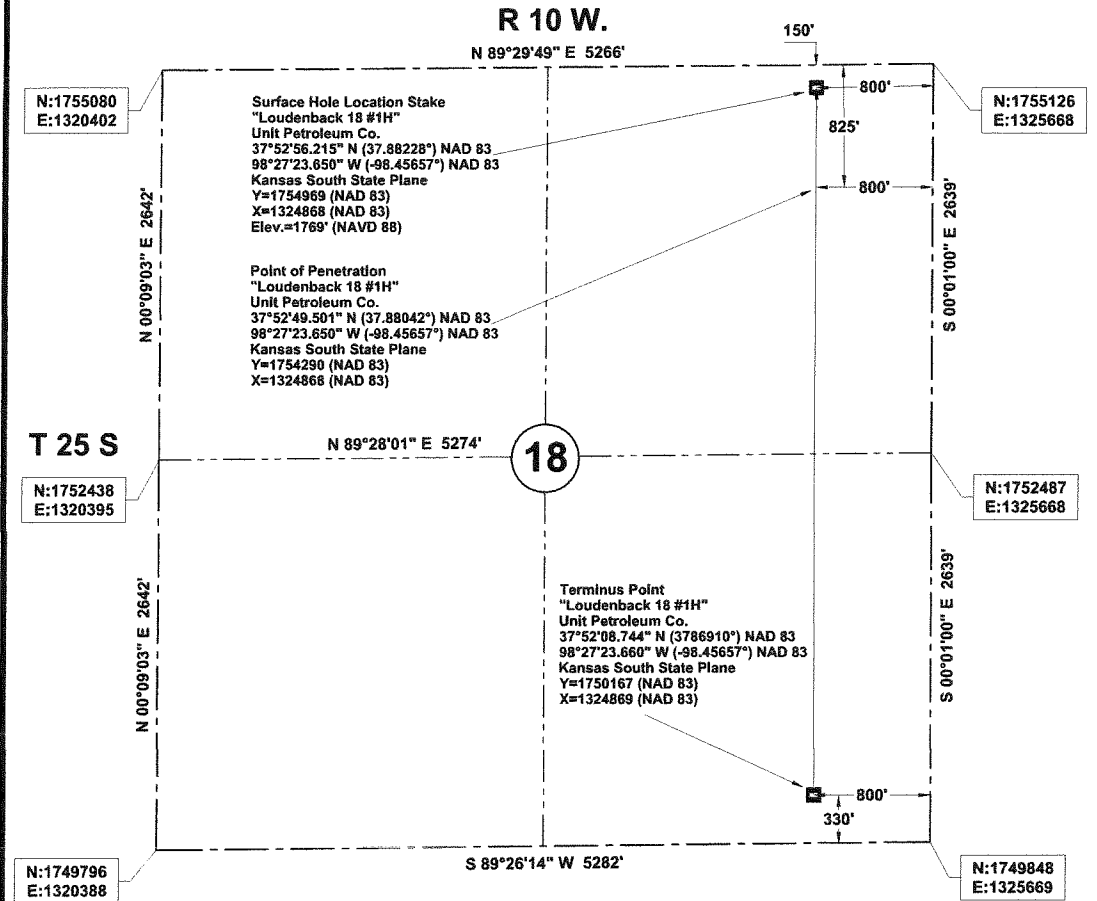 R 10 W.
N 89°29'49" E 5266'
150'
N:1755080
E:1320402
Surface Hole Location Stake
"Loudenback 18 #1H"
Unit Petroleum Co.
37°52'56.215" N (37.88228°) NAD 83
98°27'23.650" W (-98.45657°) NAD 83
Kansas South State Plane
Y=1754969 (NAD 83)
X=1324868 (NAD 83)
Elev.=1769' (NAVD 88)
800'
825'
800'
N:1755126
E:1325668
N 00°09'03" E 2642'
S 00°01'00" E 2639'
Point of Penetration
"Loudenback 18 #1H"
Unit Petroleum Co.
37°52'49.501" N (37.88042°) NAD 83
98°27'23.650" W (-98.45657°) NAD 83
Kansas South State Plane
Y=1754290 (NAD 83)
X=1324868 (NAD 83)
T 25 S
N 89°28'01" E 5274'
18
N:1752438
E:1320395
N:1752487
E:1325668
N 00°09'03" E 2642'
S 00°01'00" E 2639'
Terminus Point
"Loudenback 18 #1H"
Unit Petroleum Co.
37°52'08.744" N (3786910°) NAD 83
98°27'23.660" W (-98.45657°) NAD 83
Kansas South State Plane
Y=1750167 (NAD 83)
X=1324869 (NAD 83)
800'
330'
S 89°26'14" W 5282'
N:1749796
E:1320388
N:1749848
E:1325669